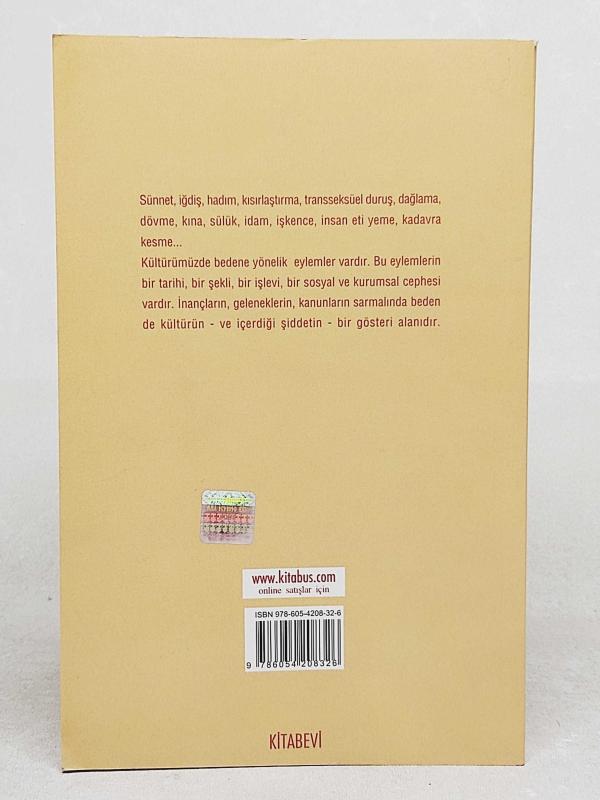 Sünnet, iğdiş, hadım, kısırlaştırma, transseksüel duruş, dağlama,
dövme, kına, sülük, idam, işkence, insan eti yeme, kadavra
kesme...
Kültürümüzde bedene yönelik eylemler vardır. Bu eylemlerin
bir tarihi, bir şekli, bir işlevi, bir sosyal ve kurumsal cephesi
vardır. İnançların, geleneklerin, kanunların sarmalında beden
de kültürün - ve içerdiği şiddetin - bir gösteri alanıdır.
www.kitabus.com
online satışlar için
ISBN 978-605-4208-32-6
9 786054 208326
KİTABEVİ